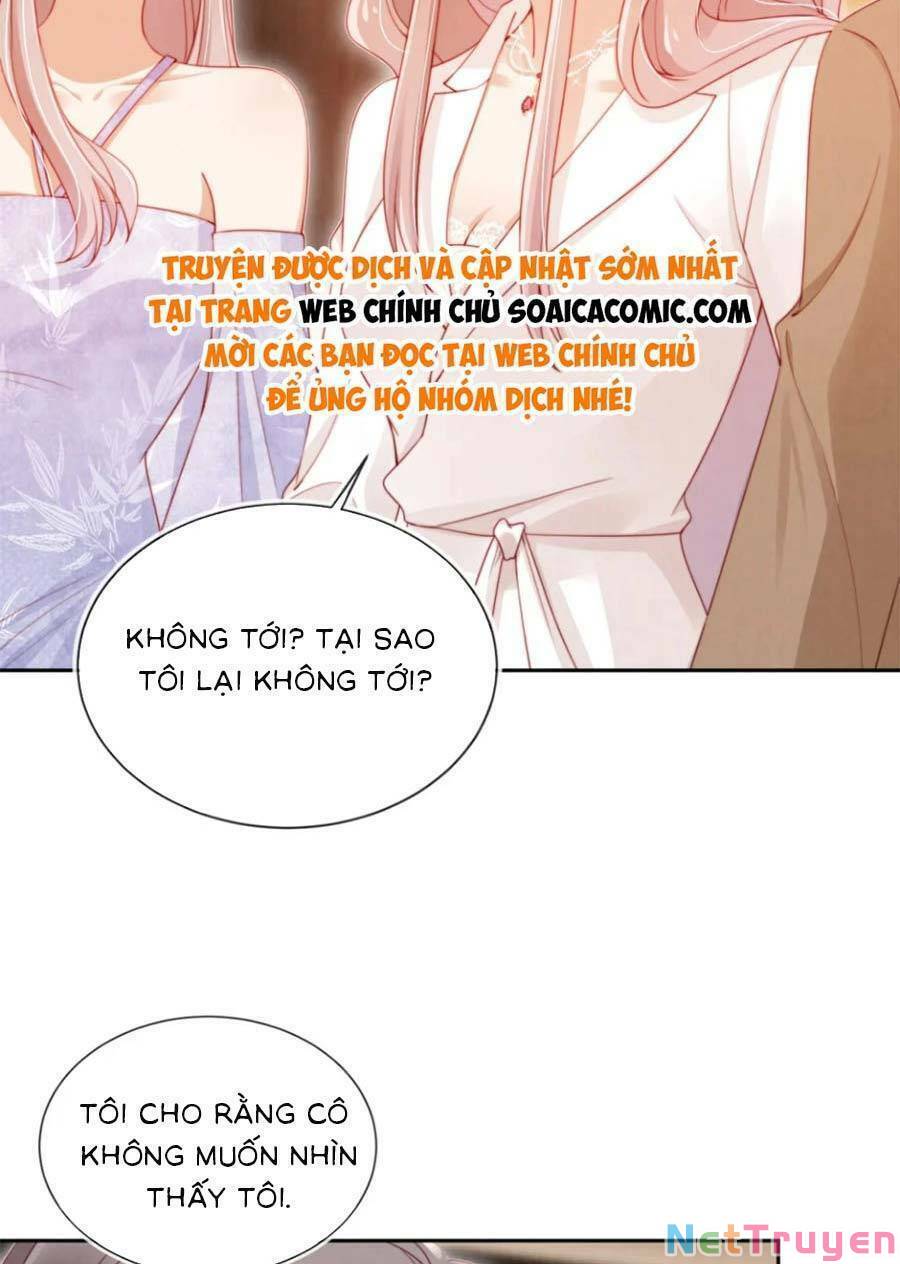 TRUYỆN ĐƯỢC DỊCH VÀ CẬP NHẬT SỚM NHẤT
TẠI TRANG WEB CHÍNH CHỦ SOAICACOMIC.COM
MỜI CÁC BẠN ĐỌC TẠI WEB CHÍNH CHỦ
ĐỂ ỦNG HỘ NHÓM DỊCH NHÉ!
KHÔNG TỚI? TẠI SAO
TÔI LẠI KHÔNG TỚI?
TÔI CHO RẰNG CÔ
KHÔNG MUỐN NHÌN
THẤY TÔI.
NetTruyen